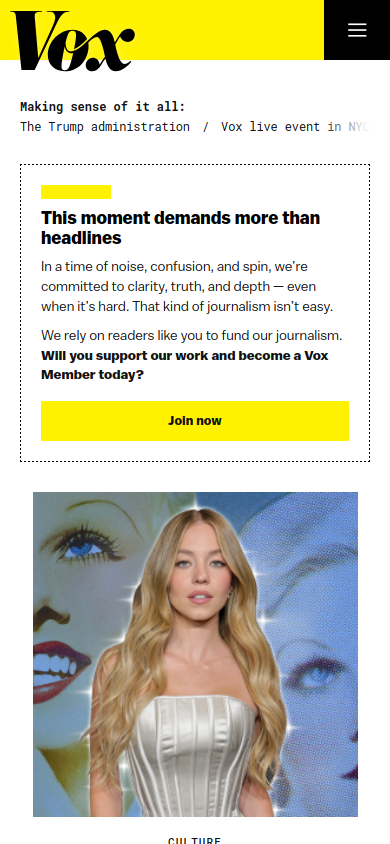 Vox
Making sense of it all:
The Trump administration / Vox live event in NYC
This moment demands more than
headlines
In a time of noise, confusion, and spin, we’re
committed to clarity, truth, and depth — even
when it’s hard. That kind of journalism isn’t easy.
We rely on readers like you to fund our journalism.
Will you support our work and become a Vox
Member today?
Join now
CULTURE